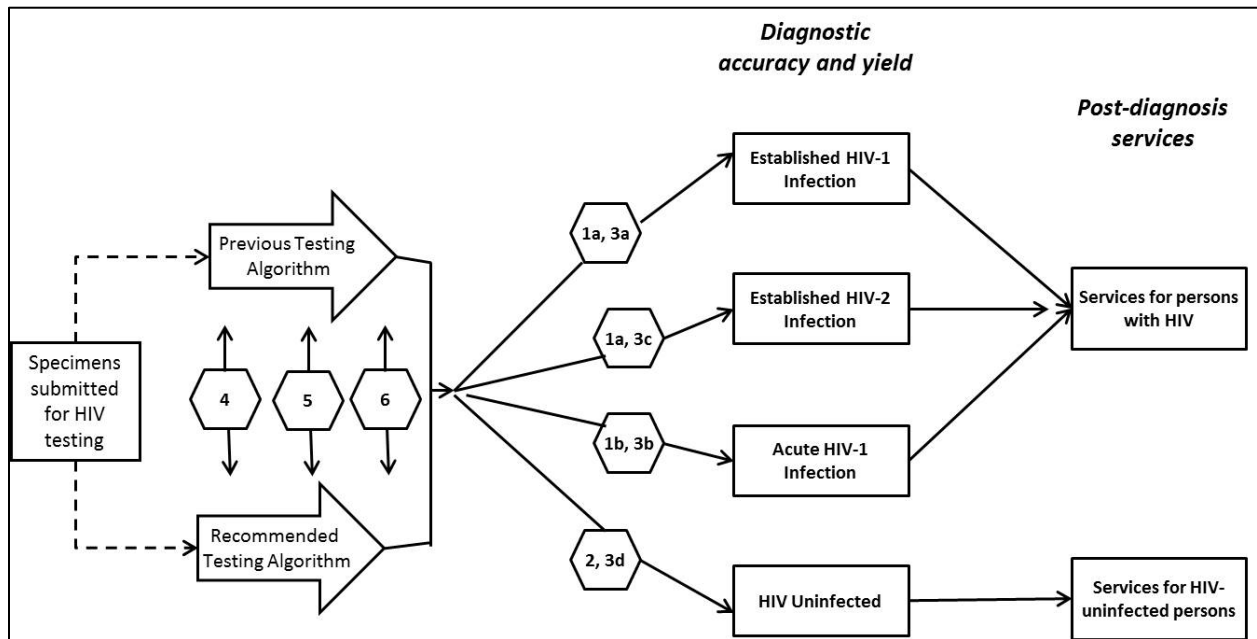 Diagnostic
accuracy and yield
Post-diagnosis
services
Established HIV-1
Infection
1a, 3a
Previous Testing
Algorithm
Established HIV-2
Infection
Services for persons
with HIV
1a, 3c
Specimens
submitted
for HIV
testing
4
5
6
1b, 3b
Acute HIV-1
Infection
Recommended
Testing Algorithm
2, 3d
HIV Uninfected
Services for HIV-
uninfected persons